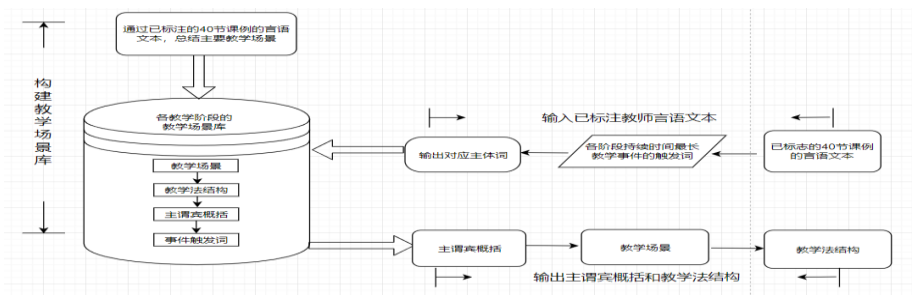 通过已标注的40节课例的言语
文本，总结主要教学场景
构建教学场景库
各教学阶段的
教学场景库
教学场景
教学法结构
主谓宾概括
事件触发词
输入已标注教师言语文本
输出对应主体词
各阶段持续时间最长
教学事件的触发词
已标志的40节课例
的言语文本
主谓宾概括
教学场景
教学法结构
输出主谓宾概括和教学法结构